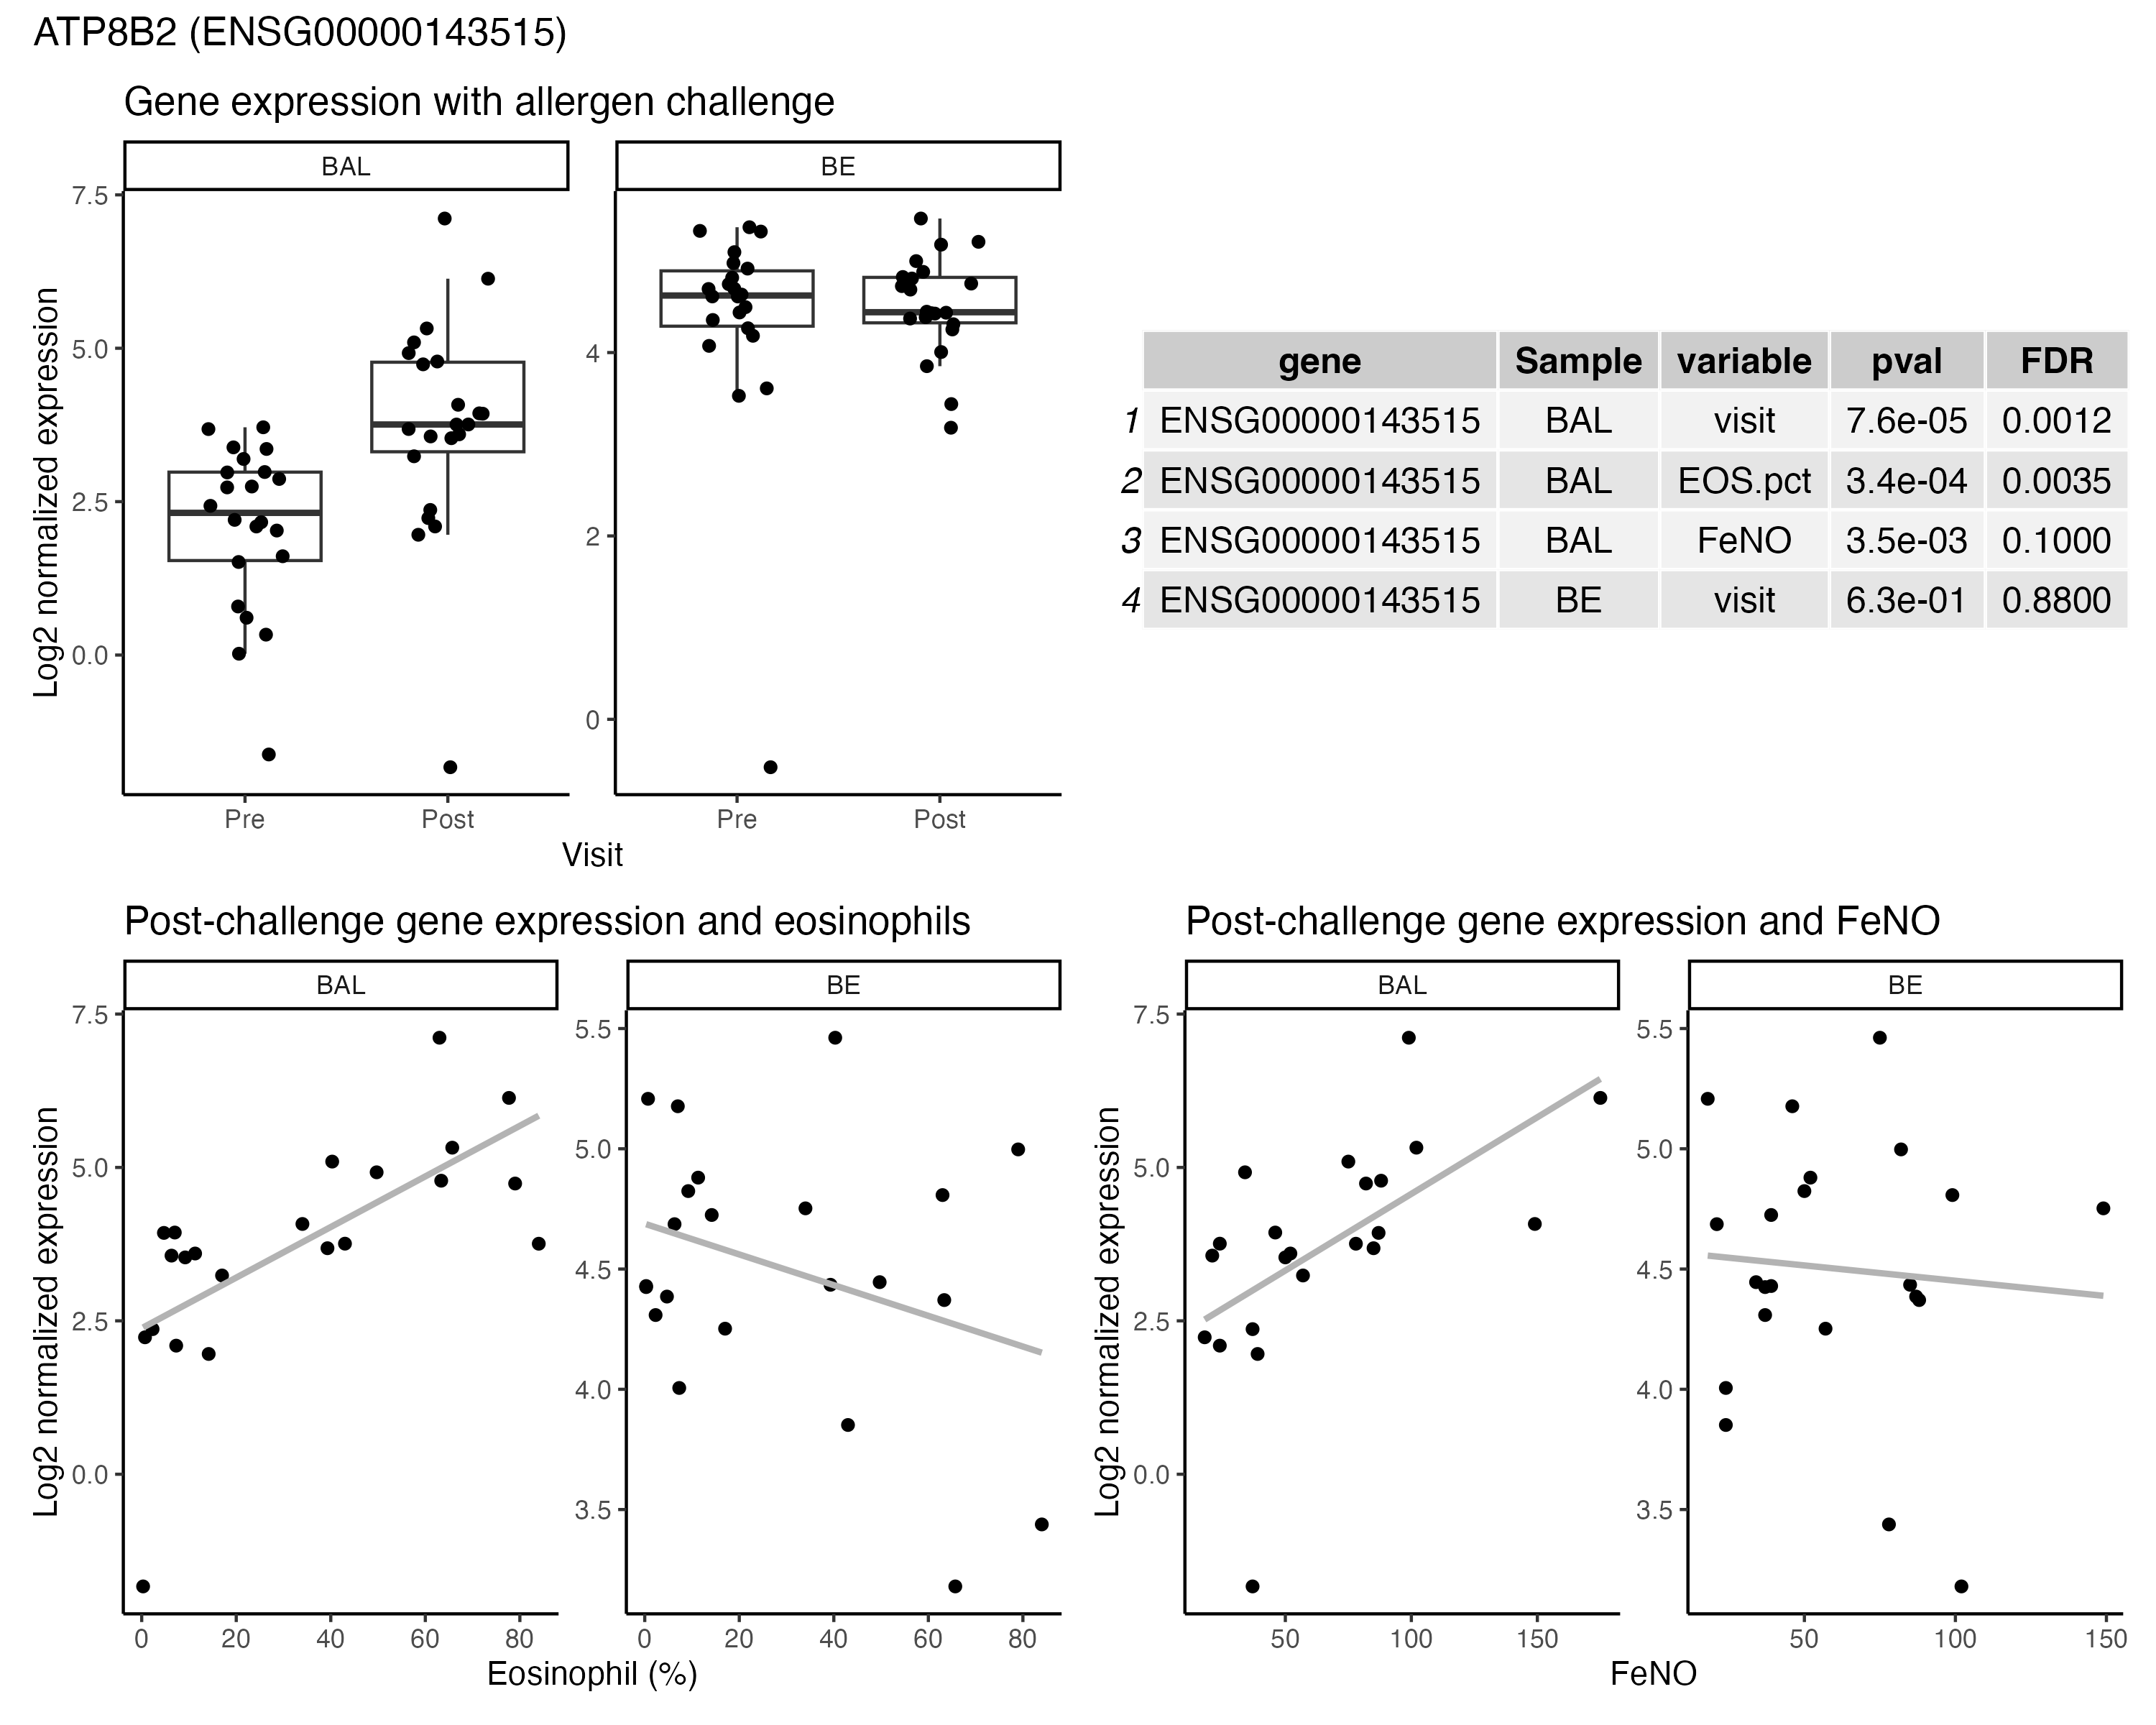 ATP8B2 (ENSG00000143515)
Gene expression with allergen challenge
BAL
BE
Log2 normalized expression
7.5
5.0
2.5
0.0
4
2
0
Pre
Post
Pre
Post
Visit
gene Sample variable pval FDR
1 ENSG00000143515 BAL visit 7.6e-05 0.0012
2 ENSG00000143515 BAL EOS.pct 3.4e-04 0.0035
3 ENSG00000143515 BAL FeNO 3.5e-03 0.1000
4 ENSG00000143515 BE visit 6.3e-01 0.8800
Post-challenge gene expression and eosinophils
BAL
BE
Log2 normalized expression
7.5
5.0
2.5
0.0
5.5
5.0
4.5
4.0
3.5
0 20 40 60 80
0 20 40 60 80
Eosinophil (%)
Post-challenge gene expression and FeNO
BAL
BE
Log2 normalized expression
7.5
5.0
2.5
0.0
5.5
5.0
4.5
4.0
3.5
50 100 150
50 100 150
FeNO